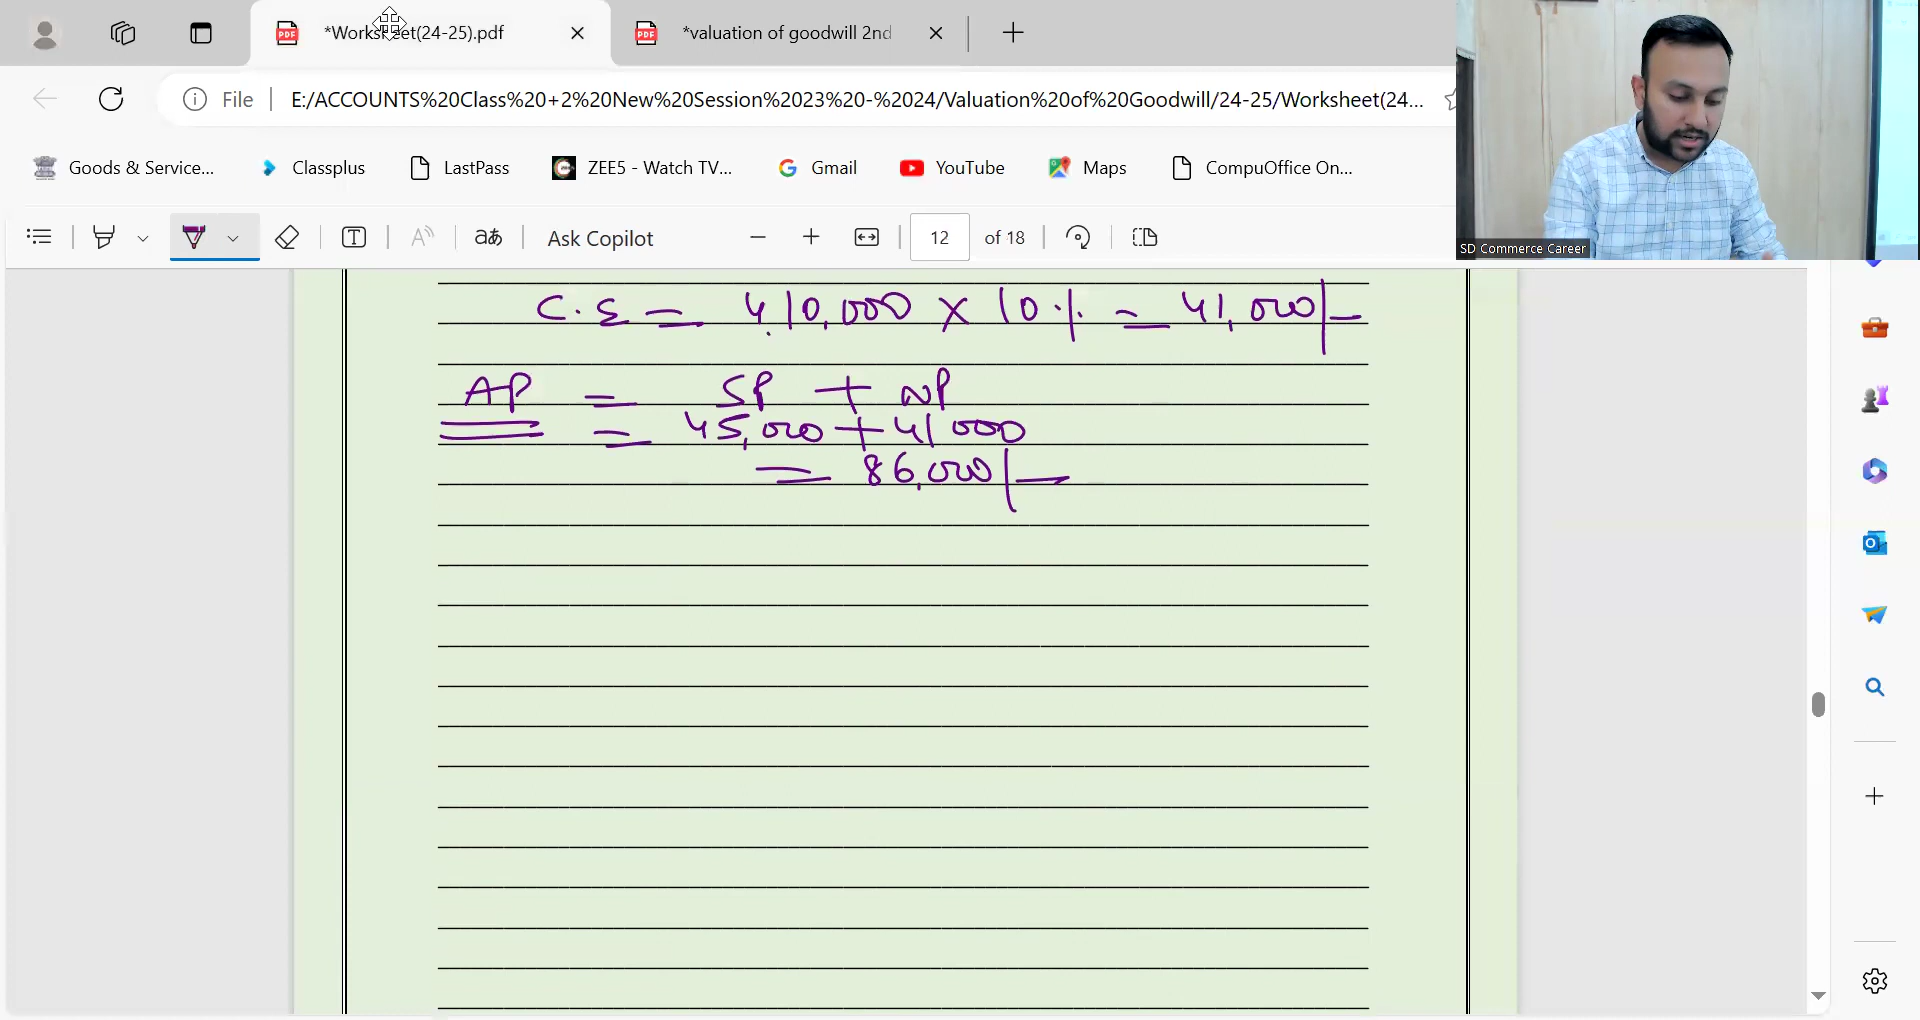 *Worksheet(24-25).pdf
*valuation of goodwill 2nd
File
E:/ACCOUNTS%20Class%20+2%20New%20Session%2023%20-%2024/Valuation%20of%20Goodwill/24-25/Worksheet(24...
Goods & Service...
Classplus
LastPass
ZEE5 - Watch TV...
Gmail
YouTube
Maps
CompuOffice On...
Ask Copilot
12 of 18
SD Commerce Career
C.E = 4,10,000 x 10% = 41,000/-
AP = SP + NP
= 45,000 + 41000
= 86,000/-